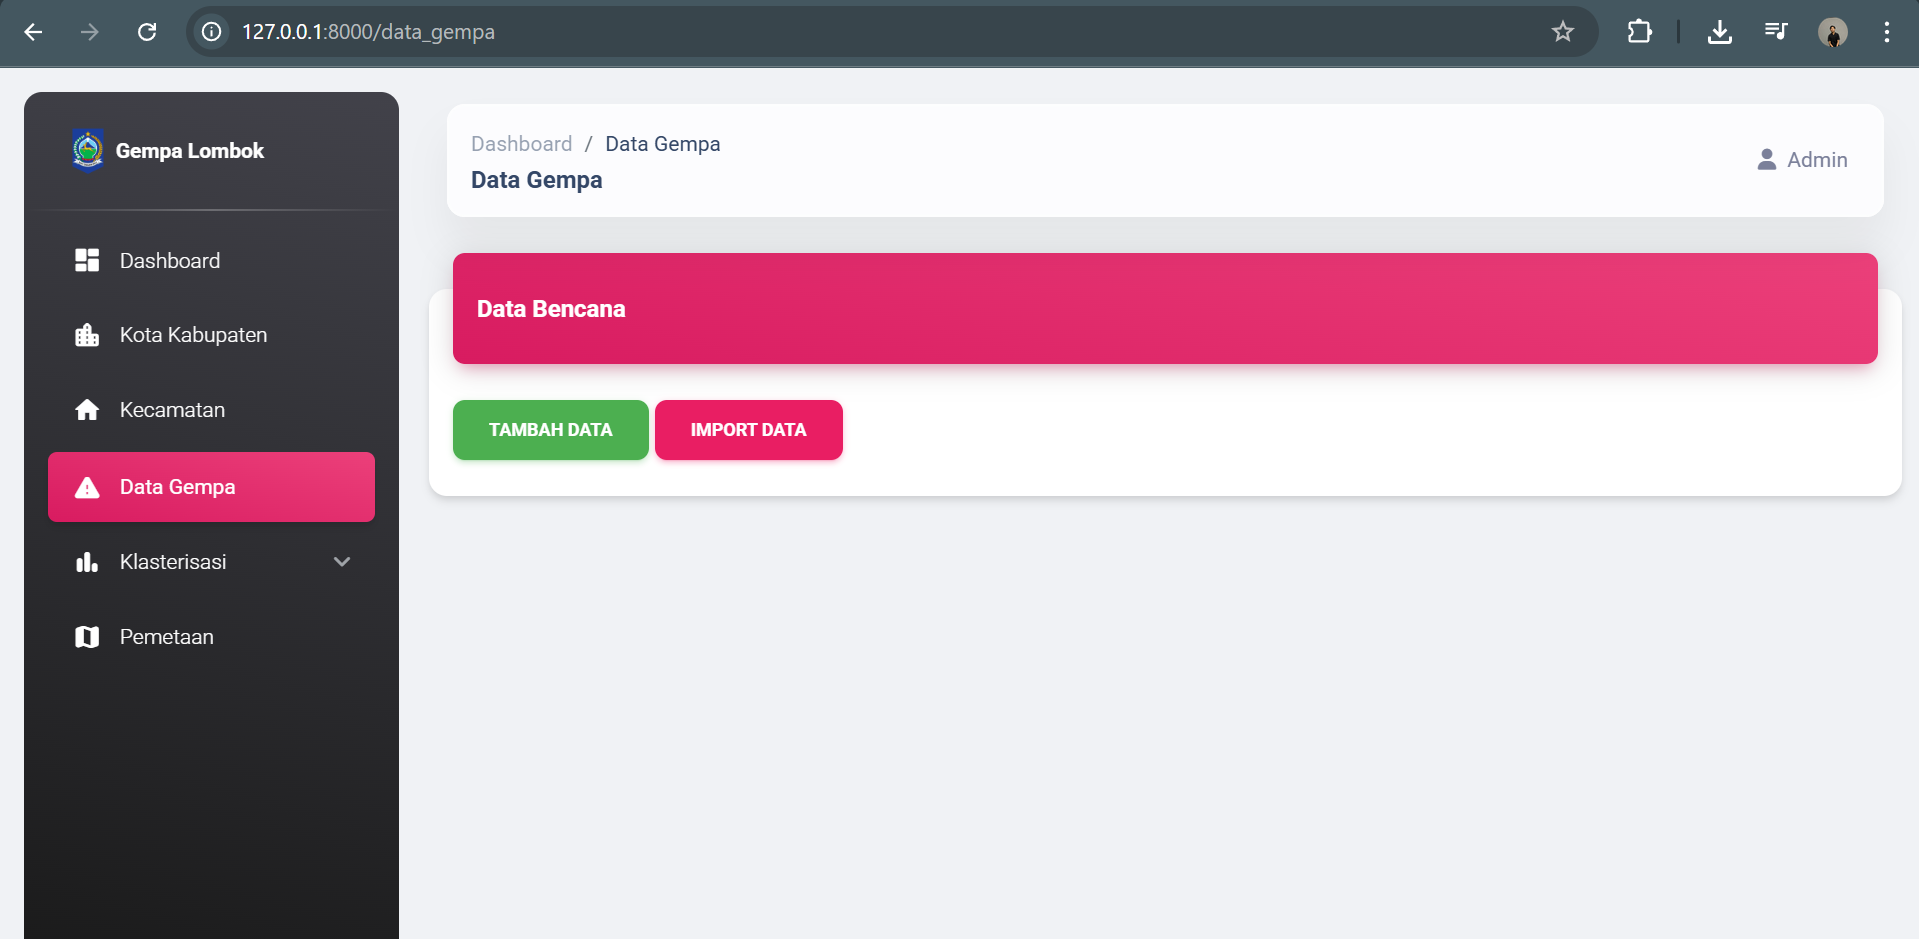 127.0.0.1:8000/data_gempa
Gempa Lombok
Dashboard
Kota Kabupaten
Kecamatan
Data Gempa
Klasterisasi
Pemetaan
Dashboard / Data Gempa
Data Gempa
Admin
Data Bencana
TAMBAH DATA IMPORT DATA